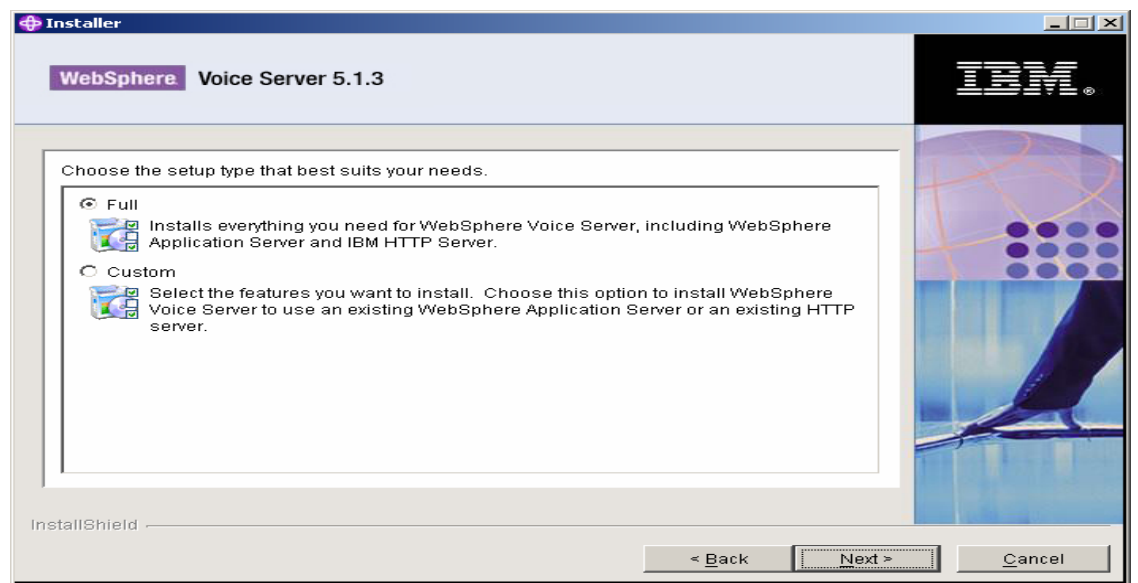 Installer
WebSphere. Voice Server 5.1.3
IBM®
Choose the setup type that best suits your needs.
Full
Installs everything you need for WebSphere Voice Server, including WebSphere
Application Server and IBM HTTP Server.
Custom
Select the features you want to install.  Choose this option to install WebSphere
Voice Server to use an existing WebSphere Application Server or an existing HTTP
server.
InstallShield
< Back
Next >
Cancel